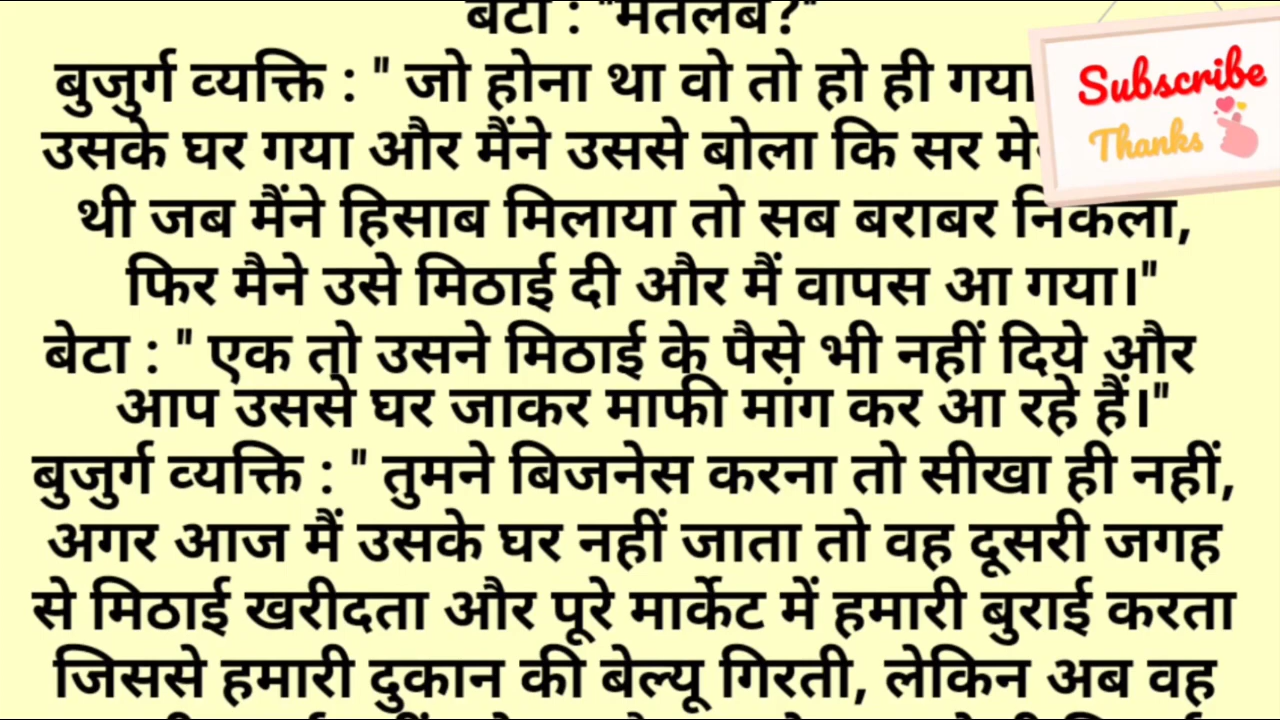 बेटा : "मतलब?"
बुजुर्ग व्यक्ति : " जो होना था वो तो हो ही गया
उसके घर गया और मैंने उससे बोला कि सर
थी जब मैंने हिसाब मिलाया तो सब बराबर निकला,
फिर मैने उसे मिठाई दी और मैं वापस आ गया।"
बेटा : " एक तो उसने मिठाई के पैसे भी नहीं दिये और
आप उससे घर जाकर माफी मांग कर आ रहे हैं।"
बुजुर्ग व्यक्ति : " तुमने बिजनेस करना तो सीखा ही नहीं,
अगर आज मैं उसके घर नहीं जाता तो वह दूसरी जगह
से मिठाई खरीदता और पूरे मार्केट में हमारी बुराई करता
जिससे हमारी दुकान की बेल्यू गिरती, लेकिन अब वह
Subscribe
Thanks